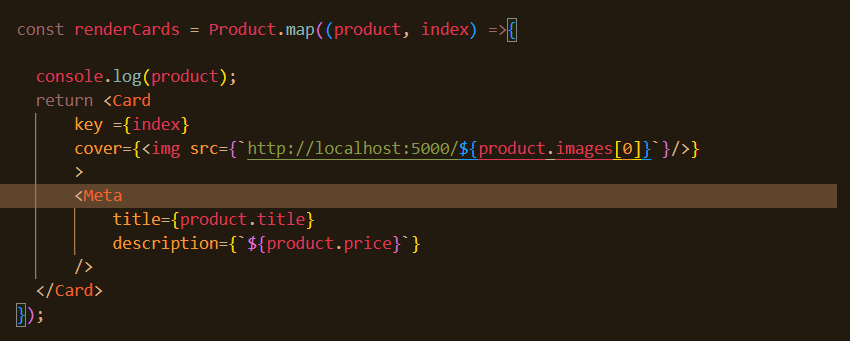 const renderCards = Product.map((product, index) =>{
console.log(product);
return <Card
key ={index}
cover={<img src={`http://localhost:5000/${product.images[0]}`}/>}
>
<Meta
title={product.title}
description={`${product.price}`}
/>
</Card>
});